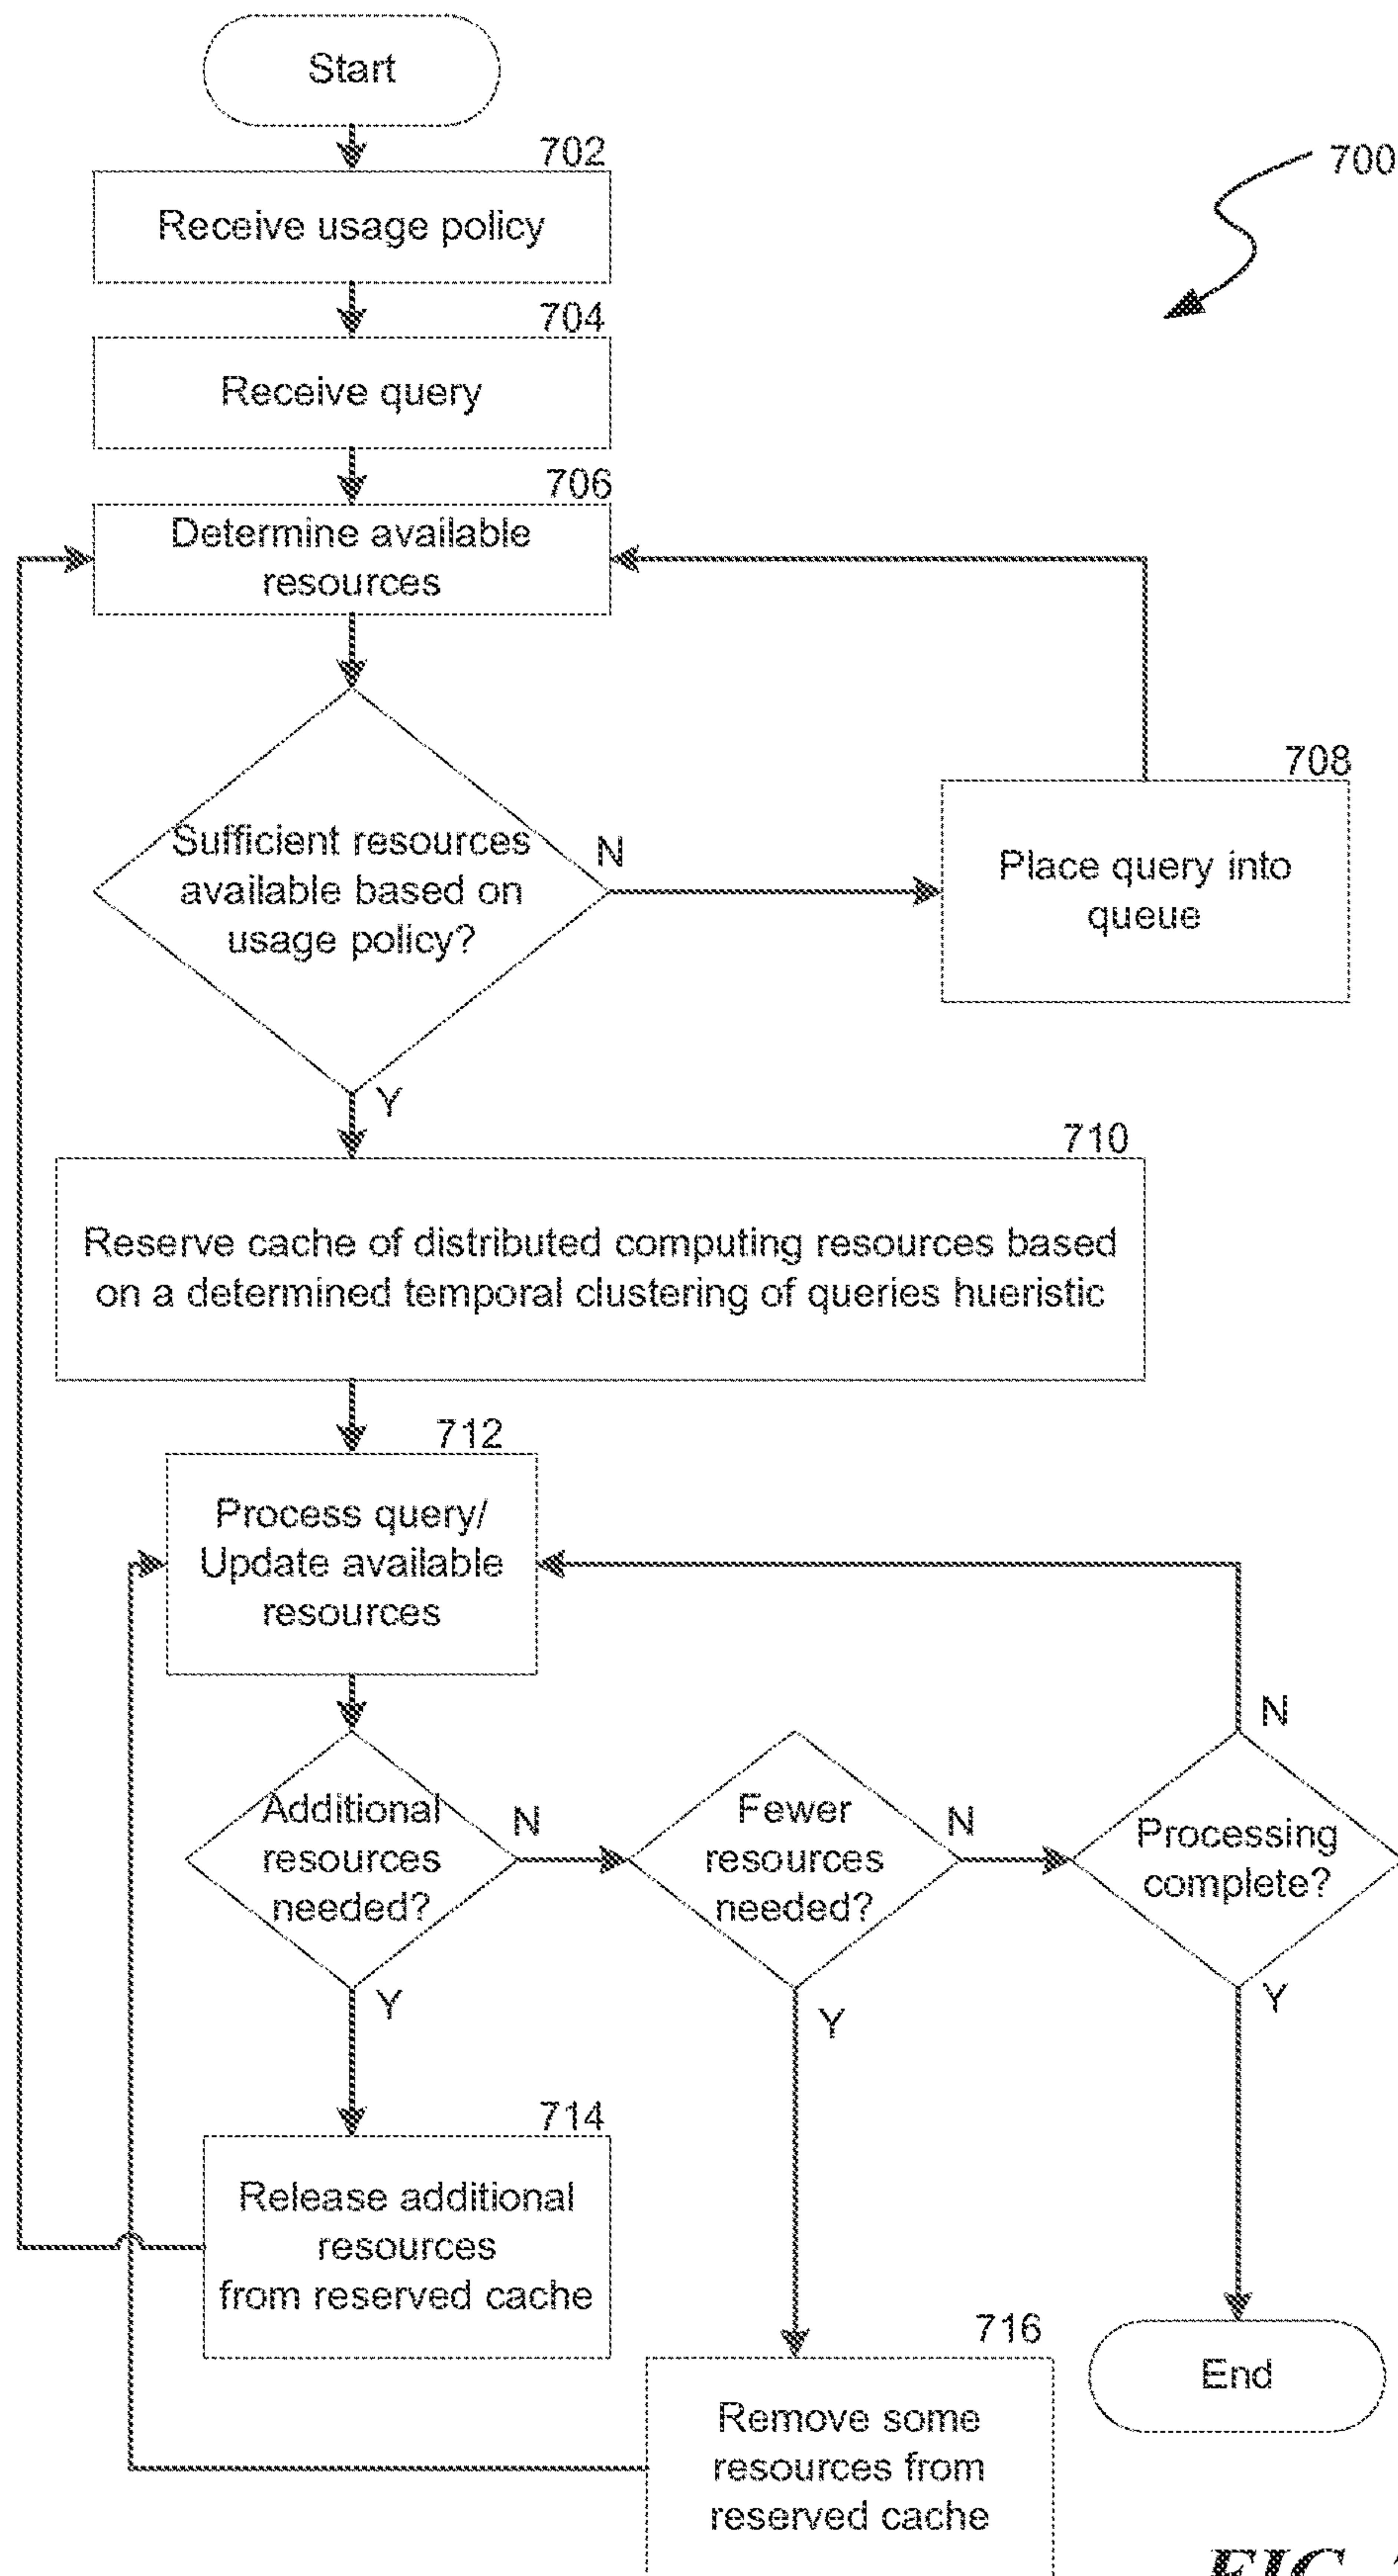 Start
700
702
Receive usage policy
704
Receive query
706
Determine available
resources
Sufficient resources
available based on
usage policy?
N
708
Place query into
queue
Y
710
Reserve cache of distributed computing resources based
on a determined temporal clustering of queries hueristic
712
Process query/
Update available
resources
N
Additional
resources
needed?
N
Fewer
resources
needed?
N
Processing
complete?
Y
Y
Y
714
Release additional
resources
from reserved cache
716
Remove some
resources from
reserved cache
End
FIG.